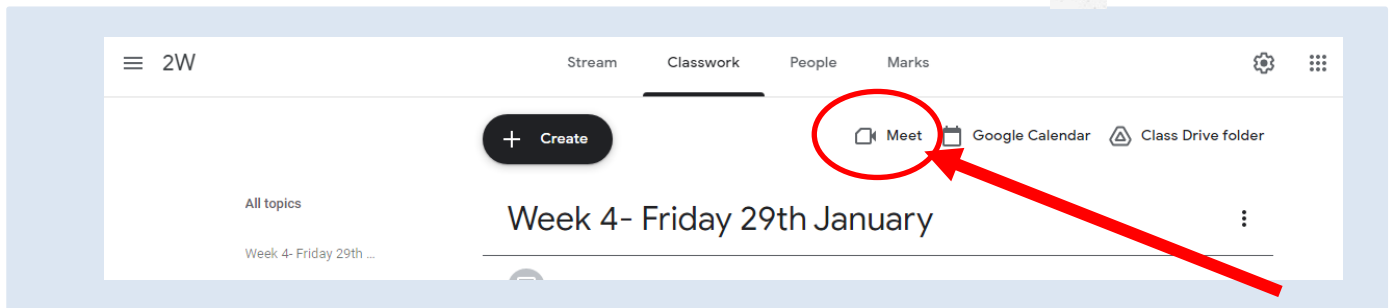 2W
Stream Classwork People Marks
+ Create
Meet Google Calendar Class Drive folder
All topics
Week 4- Friday 29th January
Week 4- Friday 29th ...